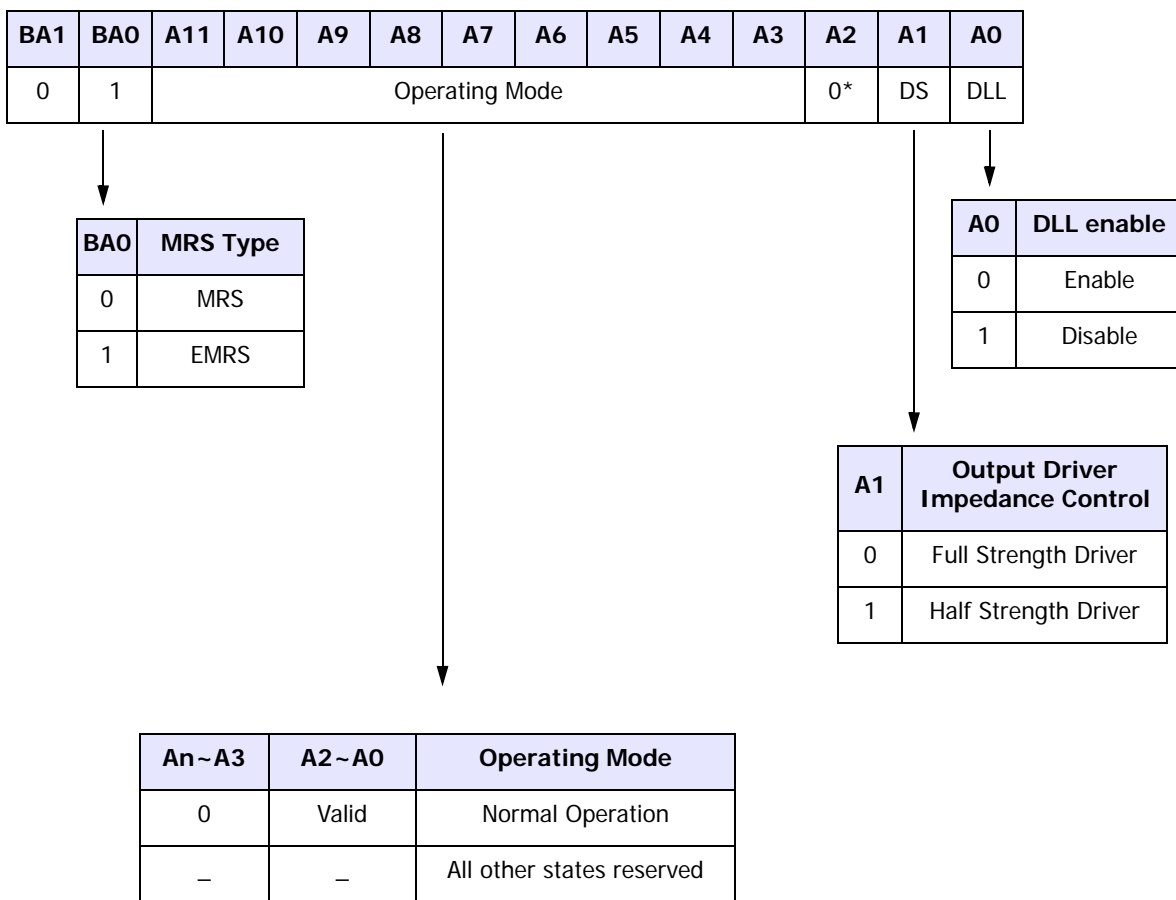 BA1 BA0 A11 A10 A9 A8 A7 A6 A5 A4 A3 A2 A1 A0
0 1 Operating Mode 0* DS DLL
BA0 MRS Type
0 MRS
1 EMRS
A0 DLL enable
0 Enable
1 Disable
A1 Output Driver
Impedance Control
0 Full Strength Driver
1 Half Strength Driver
An~A3 A2~A0 Operating Mode
0 Valid Normal Operation
_ _ All other states reserved